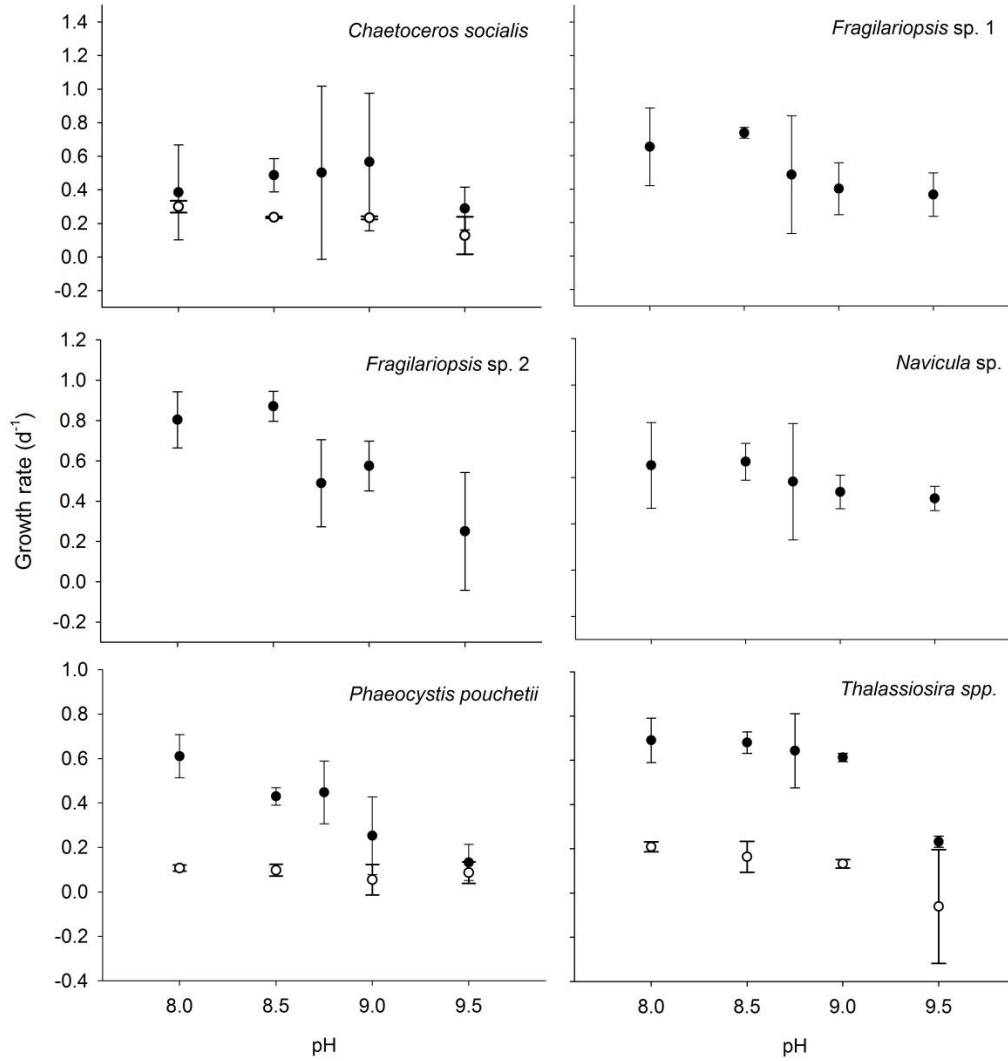 1.4
1.2
1.0
0.8
0.6
0.4
0.2
0.0
-0.2
Chaetoceros socialis
Fragilariopsis sp. 1
1.2
1.0
0.8
0.6
0.4
0.2
0.0
-0.2
Fragilariopsis sp. 2
Navicula sp.
Growth rate (d-1)
1.0
0.8
0.6
0.4
0.2
0.0
-0.4
Phaeocystis pouchetii
Thalassiosira spp.
8.0 8.5 9.0 9.5
8.0 8.5 9.0 9.5
pH
pH